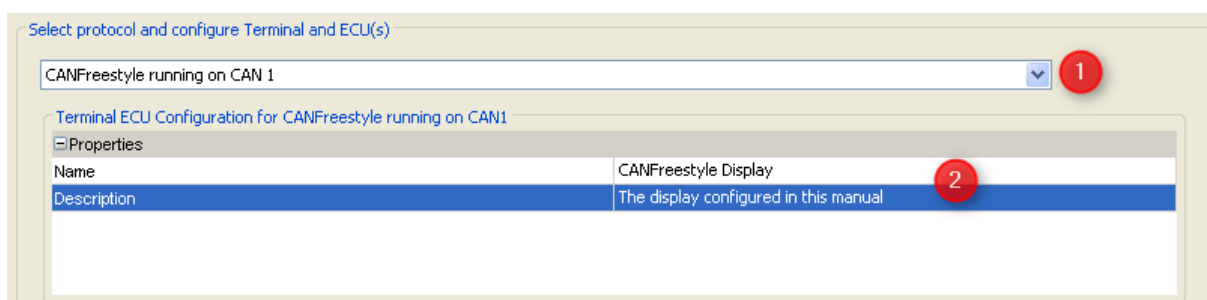 Select protocol and configure Terminal and ECU(s)
CANFreestyle running on CAN 1
1
Terminal ECU Configuration for CANFreestyle running on CAN1
Properties
Name CANFreestyle Display
2
Description The display configured in this manual